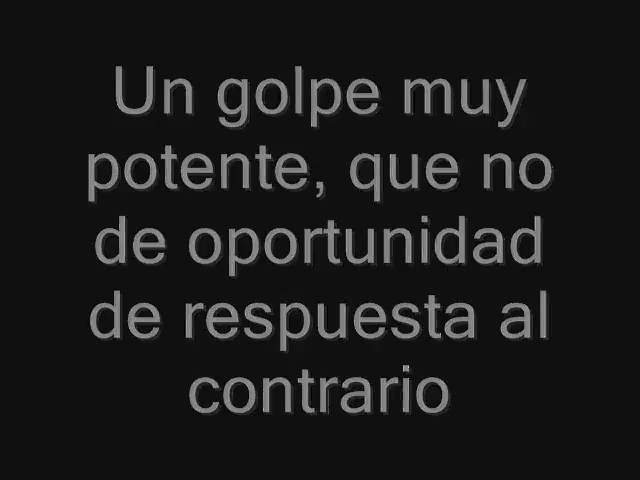 Un golpe muy
potente, que no
de oportunidad
de respuesta al
contrario